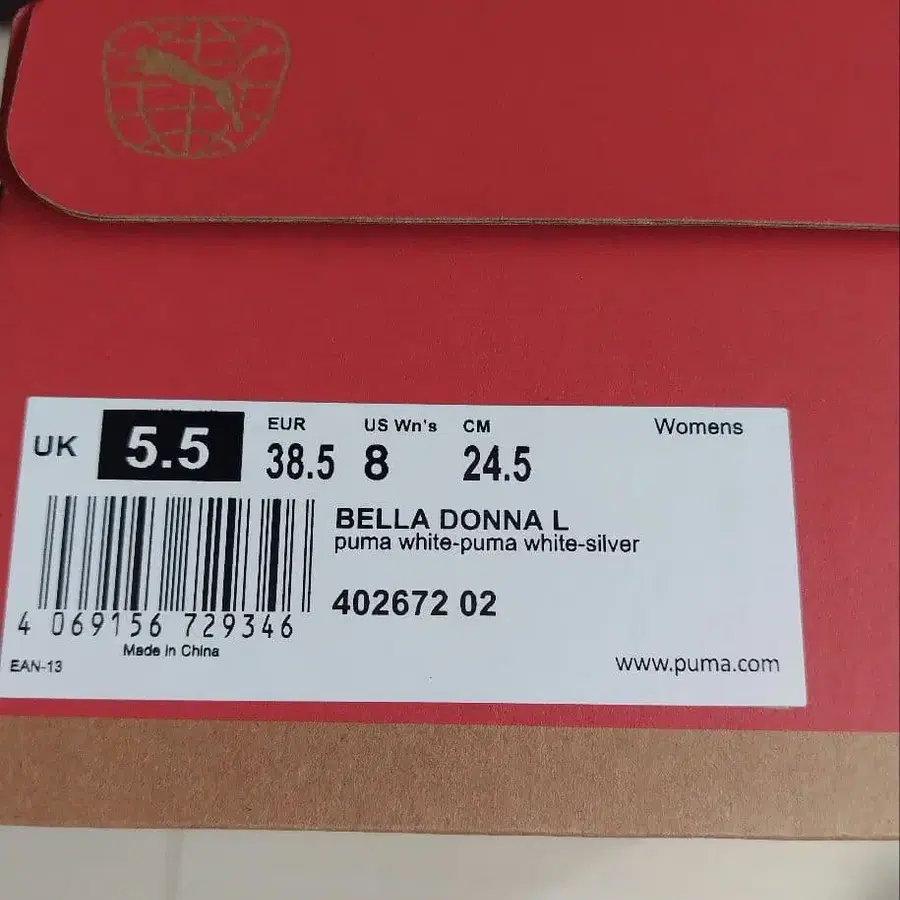 UK 5.5 EUR 38.5 US Wn's 8 CM 24.5 Womens
BELLA DONNA L
puma white-puma white-silver
402672 02
4 069156 729346
Made in China
EAN-13
www.puma.com